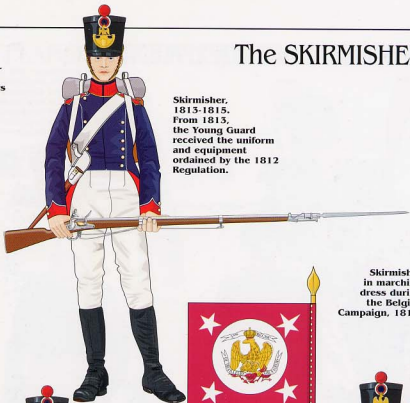 The SKIRMISHE
s
Skirmisher,
1813-1815.
From 1813,
the Young Guard
received the uniform
and equipment
ordained by the 1812
Regulation.
Skirmish
in marchi
dress duri
the Belgi
Campaign, 181